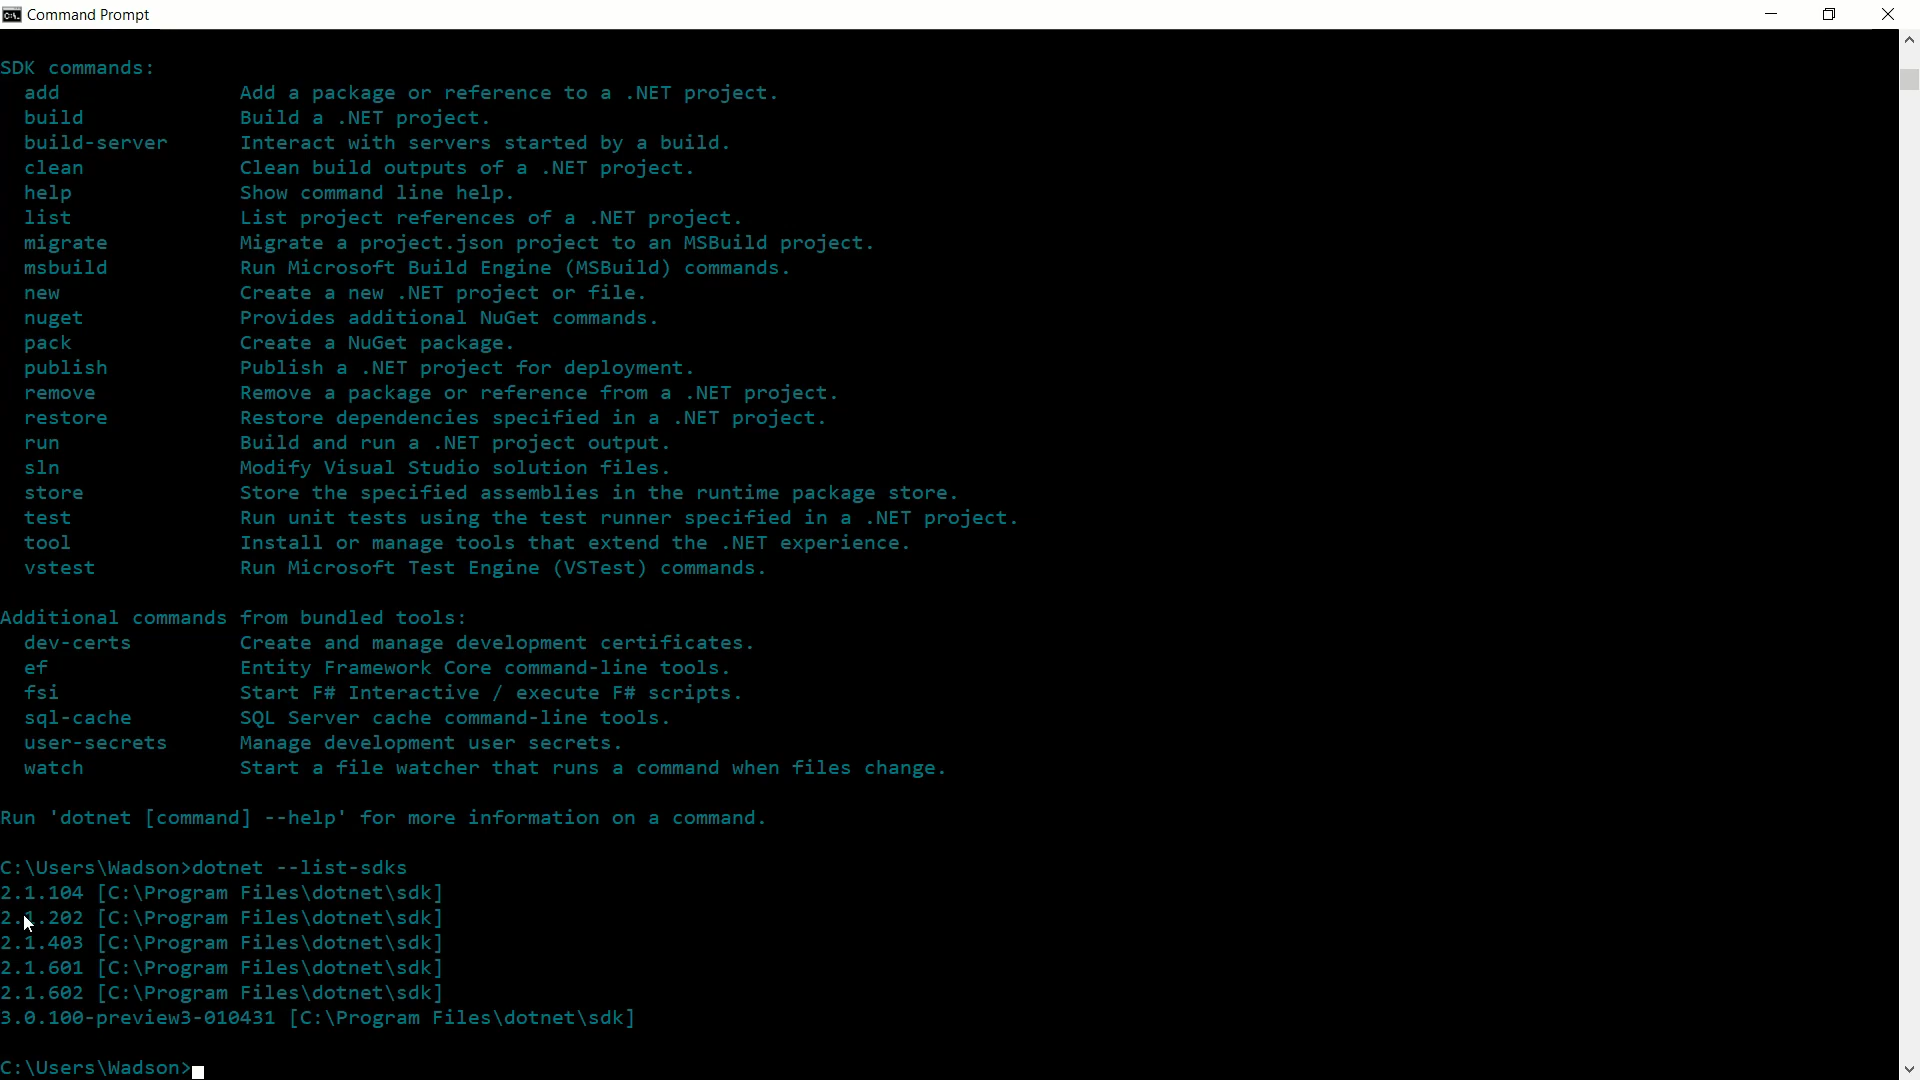 Command Prompt
SDK commands:
add Add a package or reference to a .NET project.
build Build a .NET project.
build-server Interact with servers started by a build.
clean Clean build outputs of a .NET project.
help Show command line help.
list List project references of a .NET project.
migrate Migrate a project.json project to an MSBuild project.
msbuild Run Microsoft Build Engine (MSBuild) commands.
new Create a new .NET project or file.
nuget Provides additional NuGet commands.
pack Create a NuGet package.
publish Publish a .NET project for deployment.
remove Remove a package or reference from a .NET project.
restore Restore dependencies specified in a .NET project.
run Build and run a .NET project output.
sln Modify Visual Studio solution files.
store Store the specified assemblies in the runtime package store.
test Run unit tests using the test runner specified in a .NET project.
tool Install or manage tools that extend the .NET experience.
vstest Run Microsoft Test Engine (VSTest) commands.
Additional commands from bundled tools:
dev-certs Create and manage development certificates.
ef Entity Framework Core command-line tools.
fsi Start F# Interactive / execute F# scripts.
sql-cache SQL Server cache command-line tools.
user-secrets Manage development user secrets.
watch Start a file watcher that runs a command when files change.
Run 'dotnet [command] --help' for more information on a command.
C:\Users\Wadson>dotnet --list-sdks
2.1.104 [C:\Program Files\dotnet\sdk]
2.1.202 [C:\Program Files\dotnet\sdk]
2.1.403 [C:\Program Files\dotnet\sdk]
2.1.601 [C:\Program Files\dotnet\sdk]
2.1.602 [C:\Program Files\dotnet\sdk]
3.0.100-preview3-010431 [C:\Program Files\dotnet\sdk]
C:\Users\Wadson>